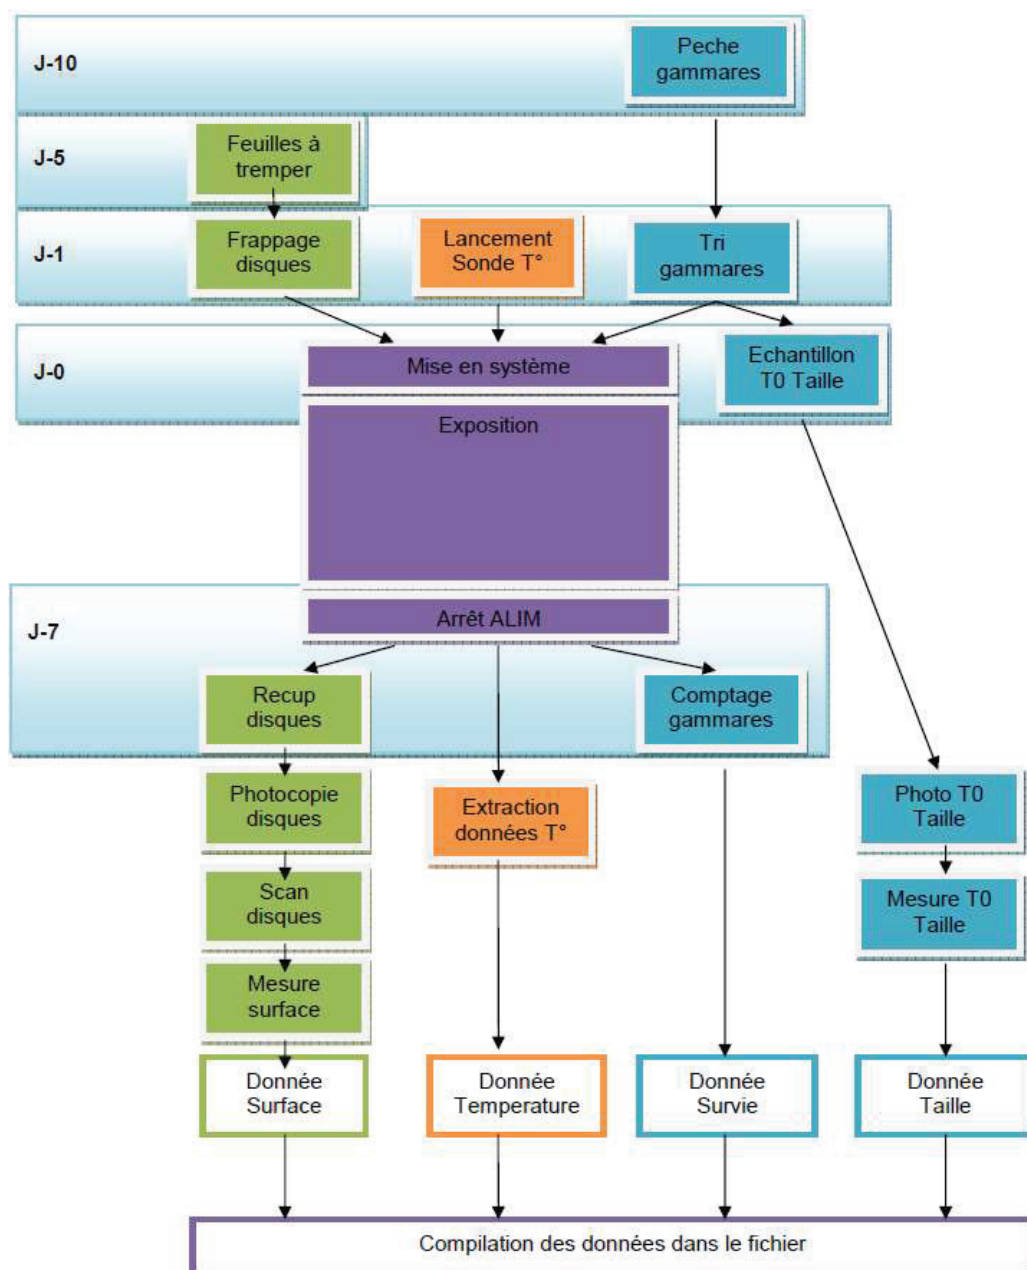 J-10
Peche
gammares
J-5
Feuilles à
tremper
J-1
Frappage
disques
Lancement
Sonde T°
Tri
gammares
J-0
Mise en système
Echantillon
T0 Taille
Exposition
J-7
Arrêt ALIM
Recup
disques
Comptage
gammares
Photocopie
disques
Extraction
données T°
Photo T0
Taille
Scan
disques
Mesure T0
Taille
Mesure
surface
Donnée
Surface
Donnée
Temperature
Donnée
Survie
Donnée
Taille
Compilation des données dans le fichier